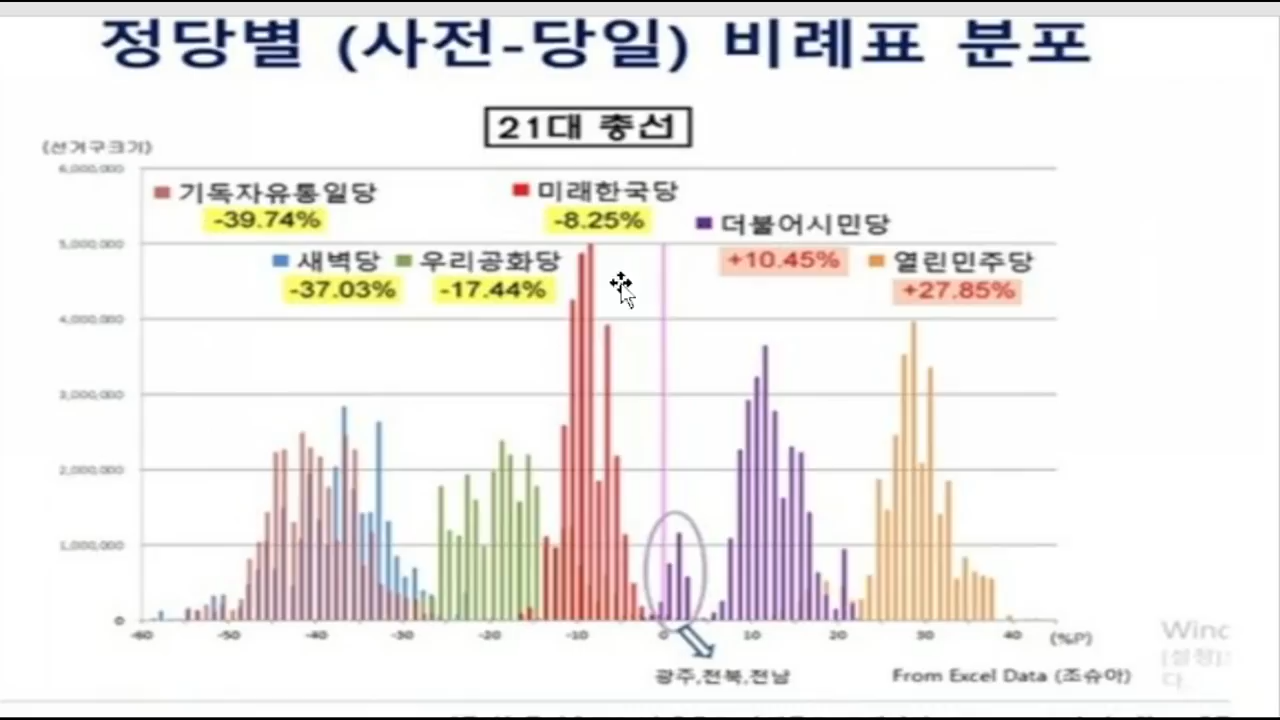 정당별 (사전-당일) 비례표 분포
21대 총선
(선거구크기)
6,000,000
기독자유통일당
미래한국당
-39.74%
-8.25%
더불어시민당
5,000,000
새벽당
우리공화당
+10.45%
열린민주당
-37.03%
-17.44%
+27.85%
4,000,000
3,000,000
2,000,000
1,000,000
0
-60 -50 -40 -30 -20 -10 0 10 20 30 40 (%P)
광주,전북,전남
From Excel Data (조슈아)
Winc
[설정]
다.